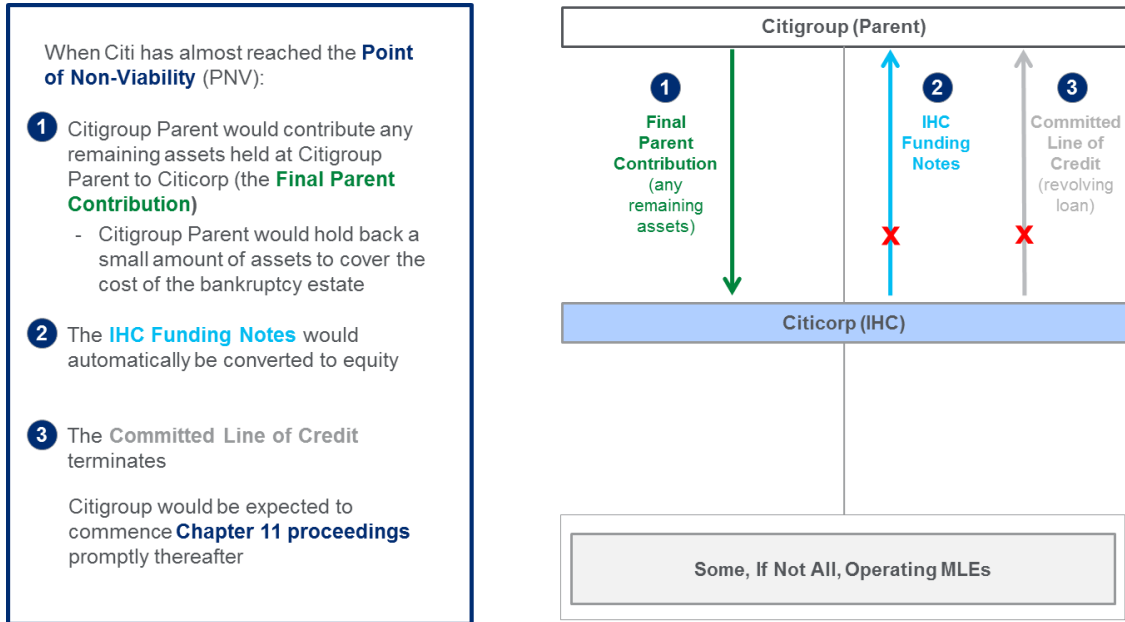 When Citi has almost reached the Point
of Non-Viability (PNV):
1 Citigroup Parent would contribute any
remaining assets held at Citigroup
Parent to Citicorp (the Final Parent
Contribution)
- Citigroup Parent would hold back a
small amount of assets to cover the
cost of the bankruptcy estate
2 The IHC Funding Notes would
automatically be converted to equity
3 The Committed Line of Credit
terminates
Citigroup would be expected to
commence Chapter 11 proceedings
promptly thereafter
Citigroup (Parent)
1
Final
Parent
Contribution
(any
remaining
assets)
2
IHC
Funding
Notes
3
Committed
Line of
Credit
(revolving
loan)
X
X
Citicorp (IHC)
Some, If Not All, Operating MLEs